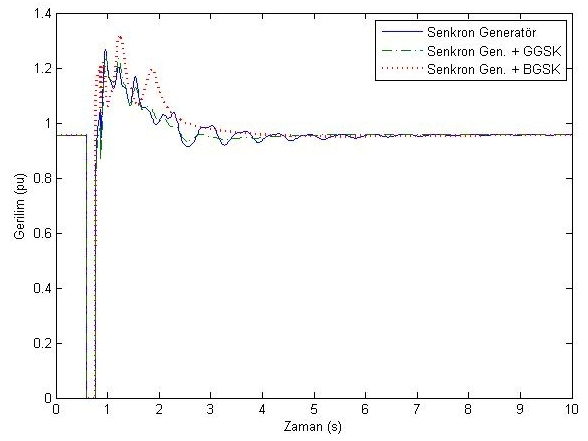 1.4
1.2
1
0.8
0.6
0.4
0.2
0
Gerilim (pu)
0 1 2 3 4 5 6 7 8 9 10
Zaman (s)
Senkron Generatör
Senkron Gen. + GGSK
Senkron Gen. + BGSK